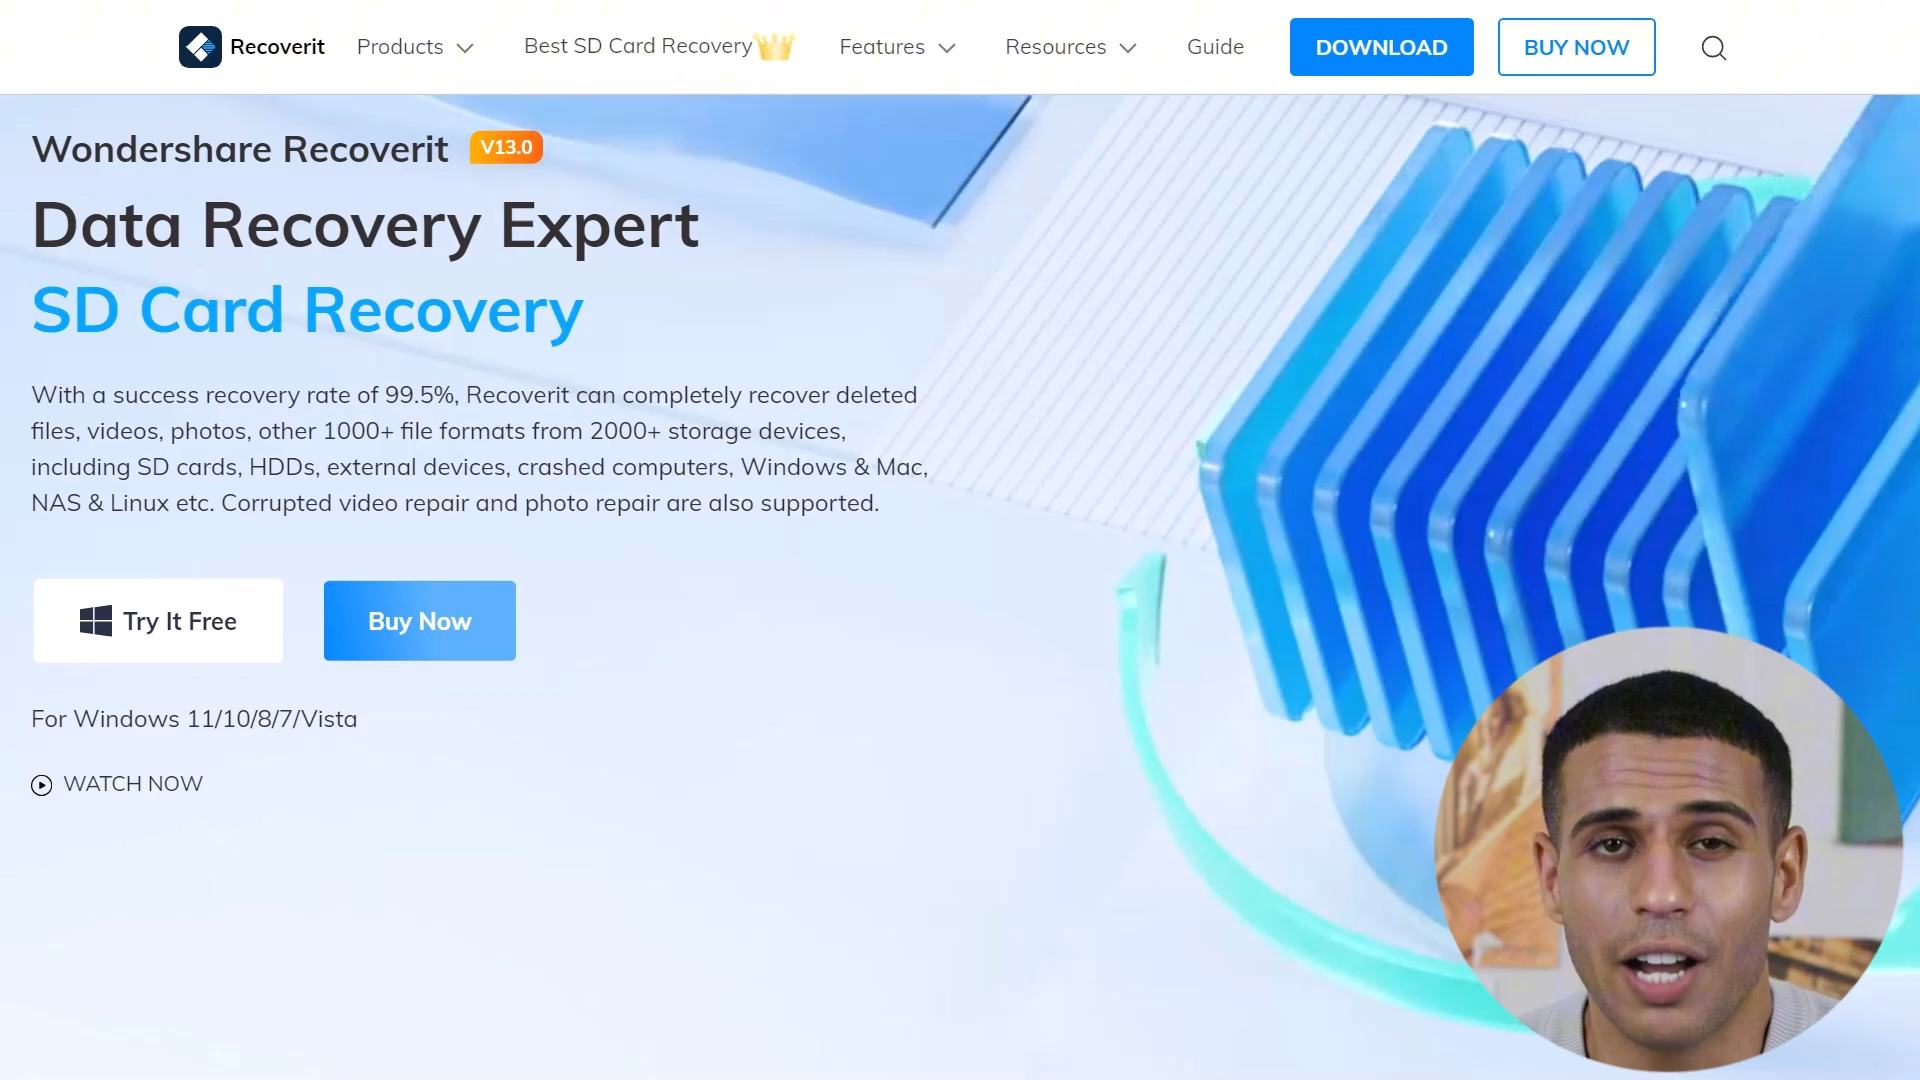 Recoverit Products Best SD Card Recovery Features Resources Guide DOWNLOAD BUY NOW
Wondershare Recoverit V13.0
Data Recovery Expert
SD Card Recovery
With a success recovery rate of 99.5%, Recoverit can completely recover deleted
files, videos, photos, other 1000+ file formats from 2000+ storage devices,
including SD cards, HDDs, external devices, crashed computers, Windows & Mac,
NAS & Linux etc. Corrupted video repair and photo repair are also supported.
Try It Free Buy Now
For Windows 11/10/8/7/Vista
WATCH NOW